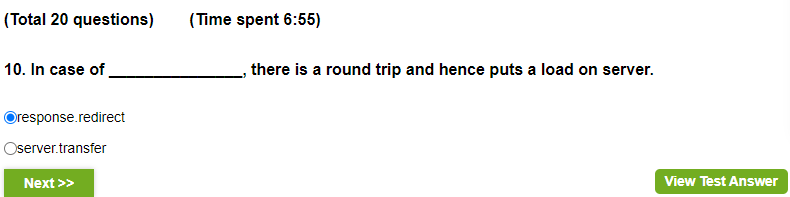 (Total 20 questions) (Time spent 6:55)
10. In case of _______________, there is a round trip and hence puts a load on server.
response.redirect
server.transfer
Next >> View Test Answer